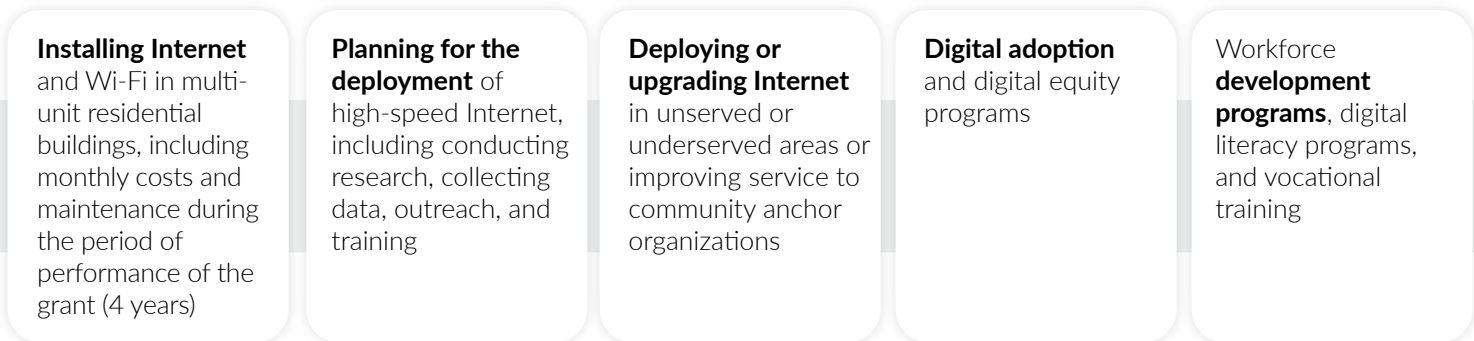 Installing Internet
and Wi-Fi in multi-
unit residential
buildings, including
monthly costs and
maintenance during
the period of
performance of the
grant (4 years)
Planning for the
deployment of
high-speed Internet,
including conducting
research, collecting
data, outreach, and
training
Deploying or
upgrading Internet
in unserved or
underserved areas or
improving service to
community anchor
organizations
Digital adoption
and digital equity
programs
Workforce
development
programs, digital
literacy programs,
and vocational
training